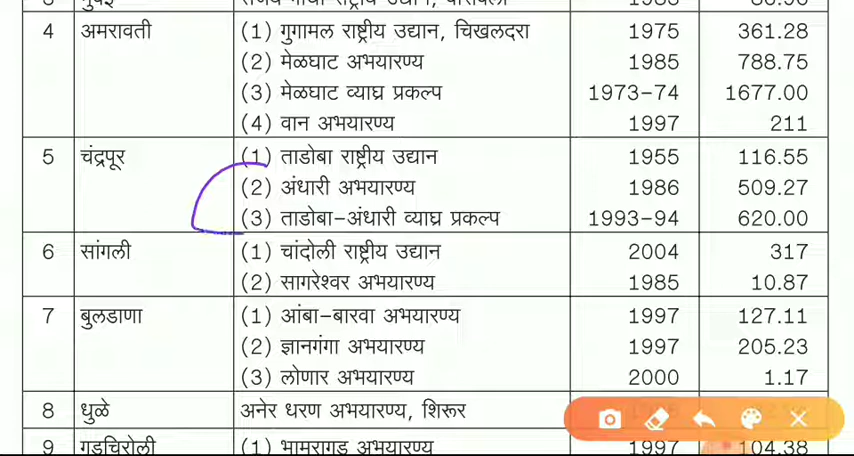 4 अमरावती (1) गुगामल राष्ट्रीय उद्यान, चिखलदरा 1975 361.28
(2) मेळघाट अभयारण्य 1985 788.75
(3) मेळघाट व्याघ्र प्रकल्प 1973-74 1677.00
(4) वान अभयारण्य 1997 211
5 चंद्रपूर (1) ताडोबा राष्ट्रीय उद्यान 1955 116.55
(2) अंधारी अभयारण्य 1986 509.27
(3) ताडोबा-अंधारी व्याघ्र प्रकल्प 1993-94 620.00
6 सांगली (1) चांदोली राष्ट्रीय उद्यान 2004 317
(2) सागरेश्वर अभयारण्य 1985 10.87
7 बुलडाणा (1) आंबा-बारवा अभयारण्य 1997 127.11
(2) ज्ञानगंगा अभयारण्य 1997 205.23
(3) लोणार अभयारण्य 2000 1.17
8 धुळे अनेर धरण अभयारण्य, शिरूर
9 गडचिरोली (1) भामरागड अभयारण्य 1997 104.38